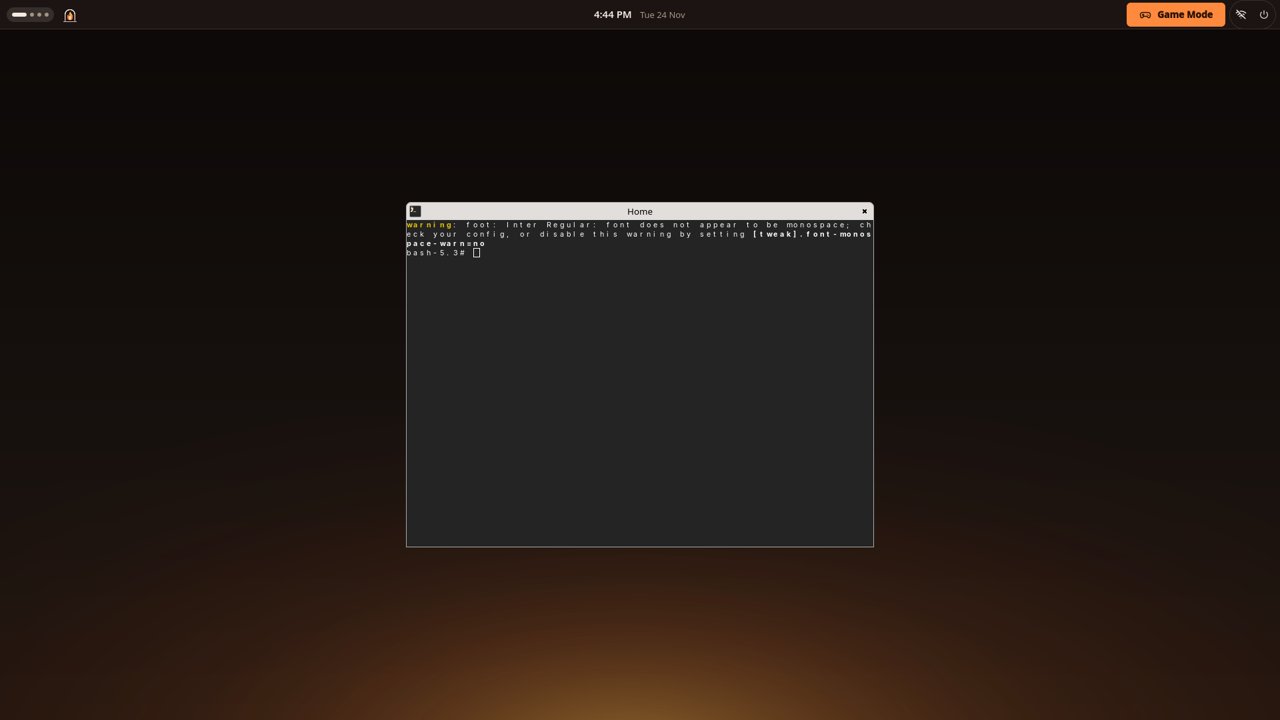 4:44 PM Tue 24 Nov
Game Mode
Home
warning: foot: Inter Regular: font does not appear to be monospace; ch
eck your config, or disable this warning by setting [tweak].font-monos
pace-warn=no
bash-5.3#